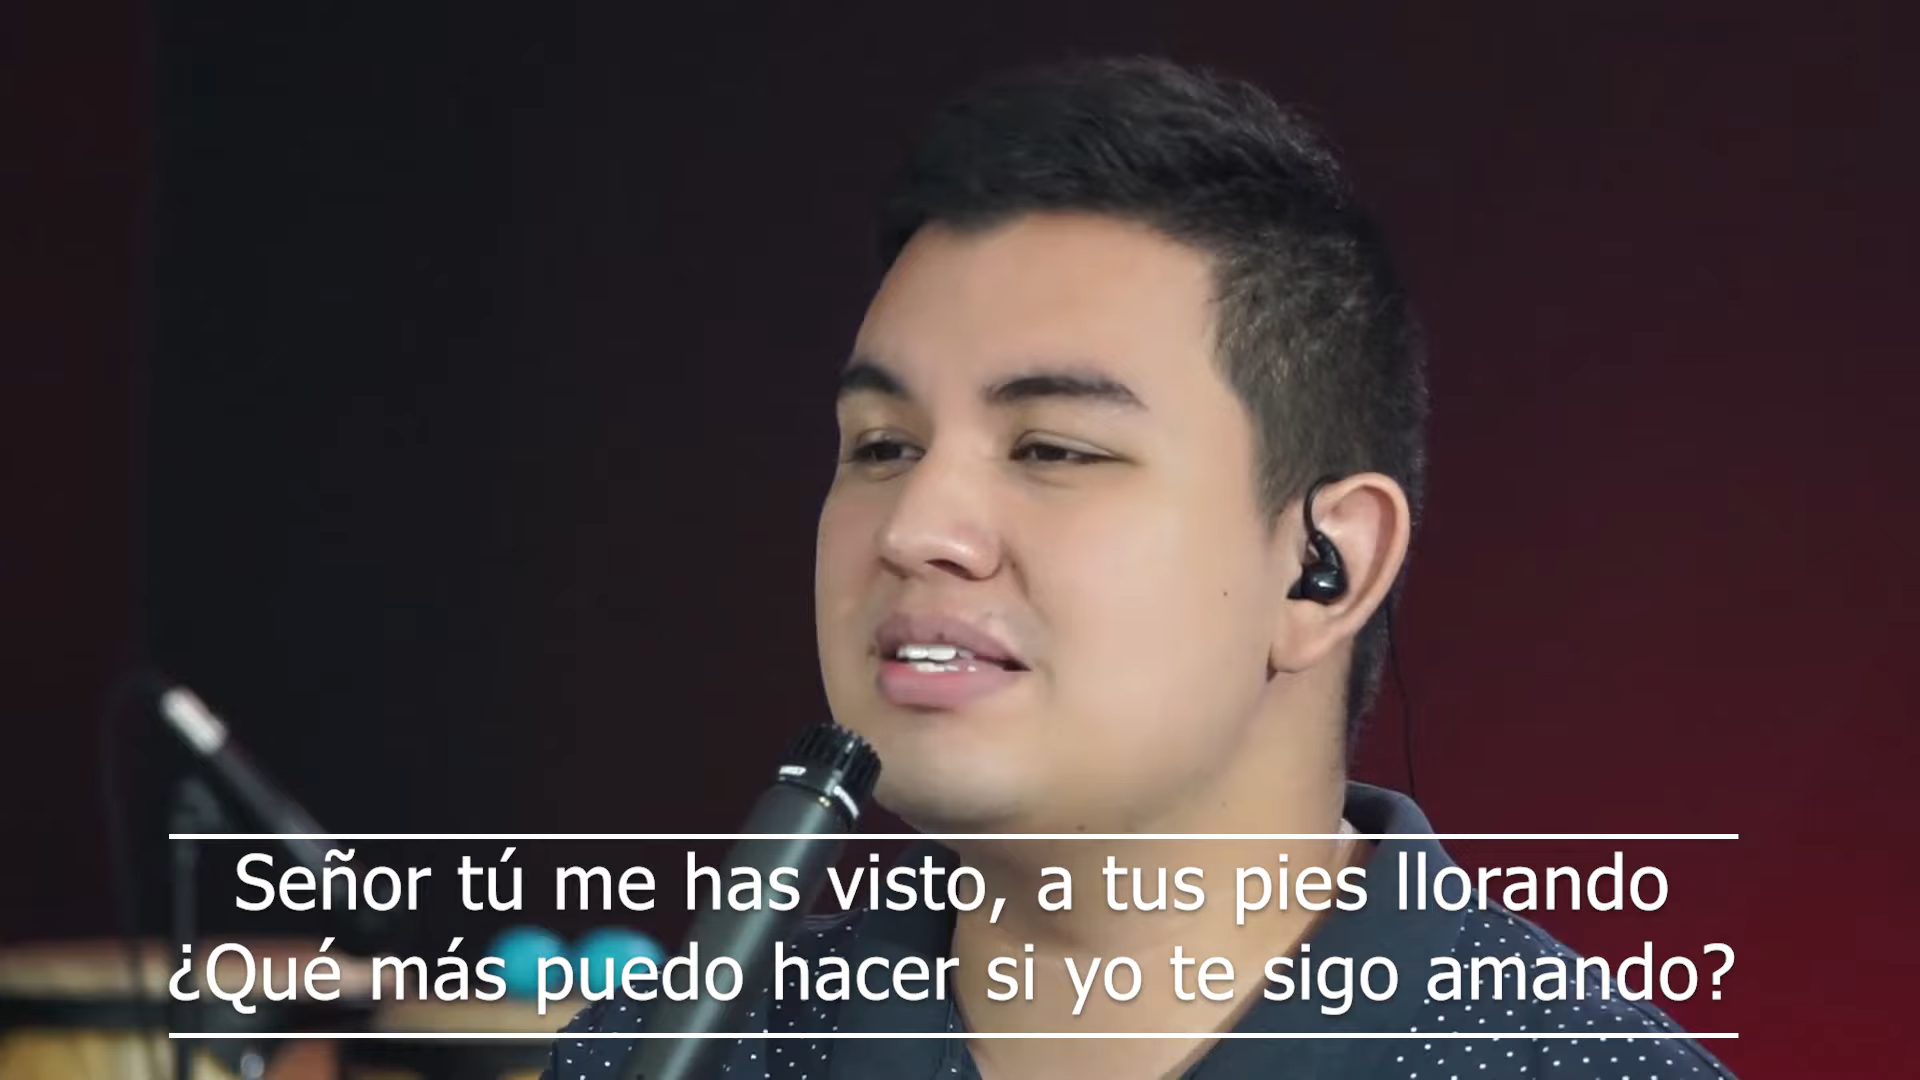 Señor tú me has visto, a tus pies llorando
¿Qué más puedo hacer si yo te sigo amando?